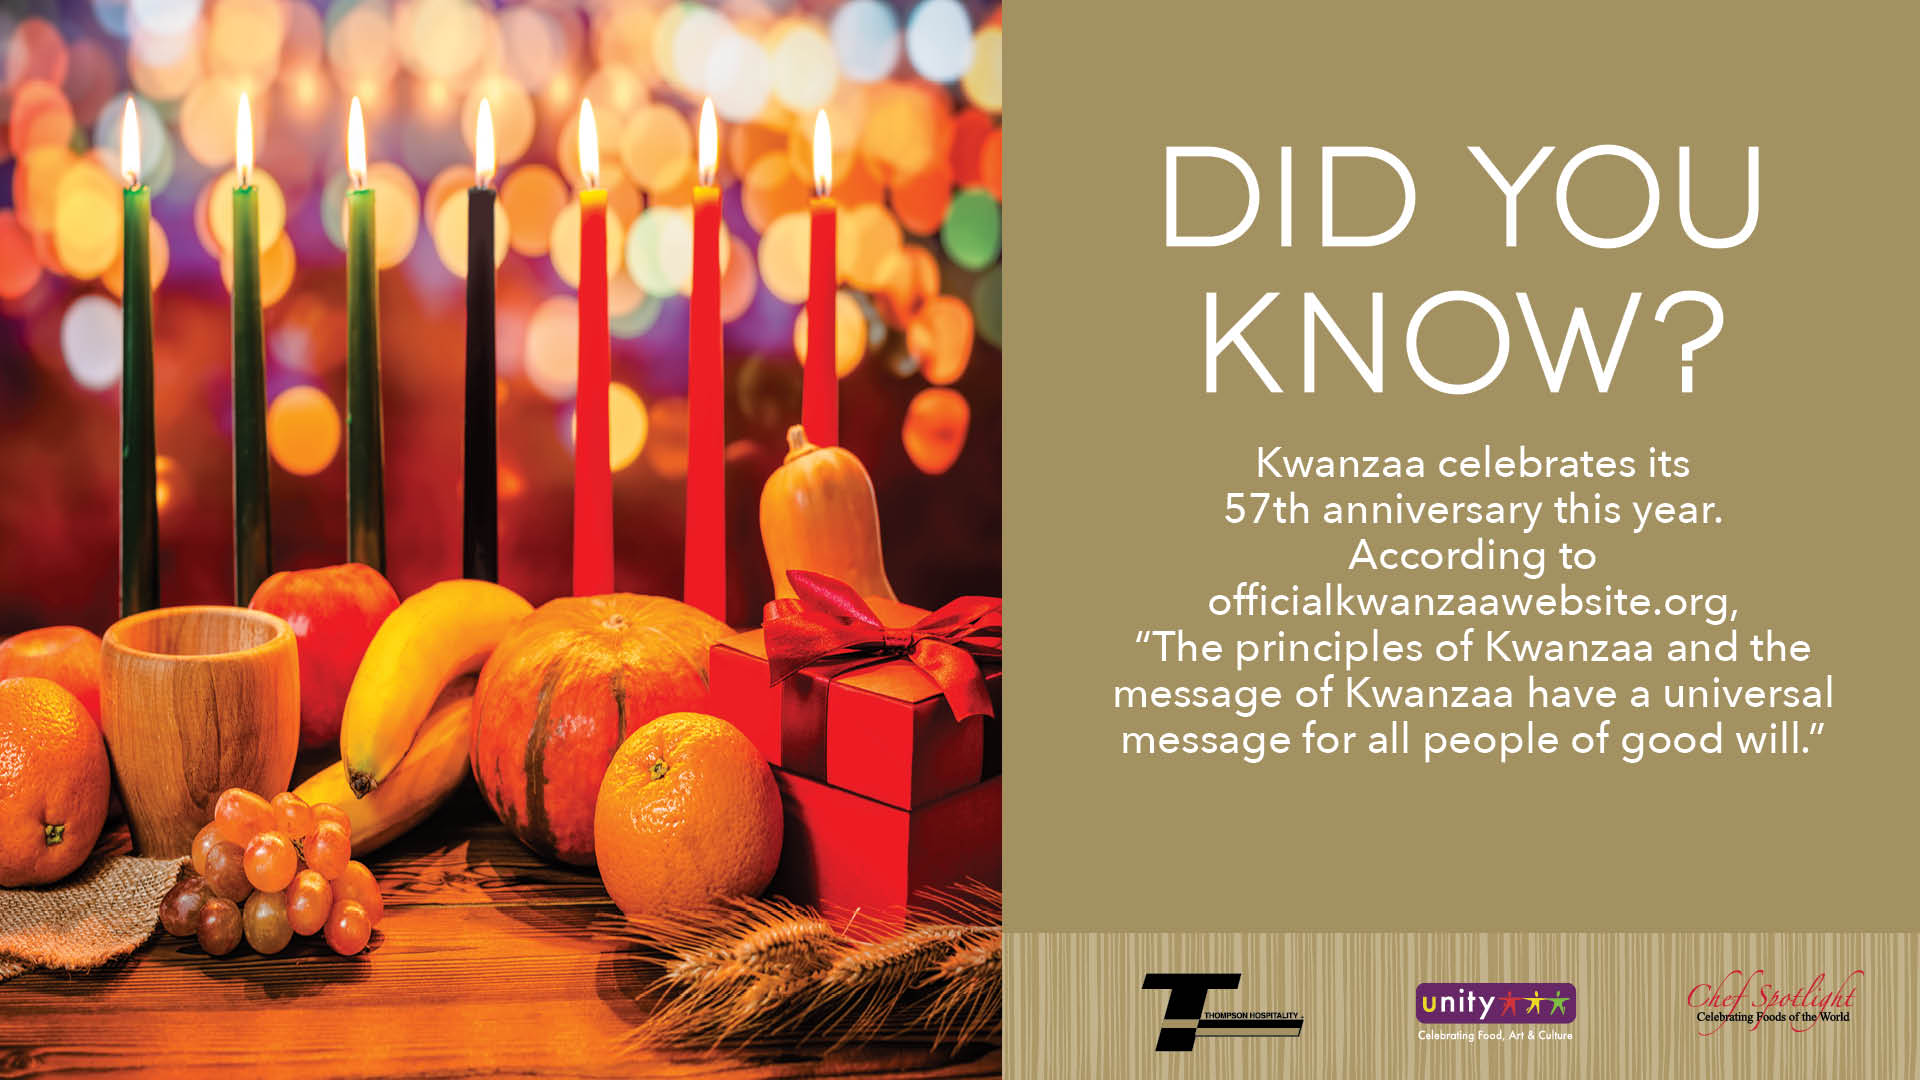 DID YOU
KNOW?
Kwanzaa celebrates its
57th anniversary this year.
According to
officialkwanzaawebsite.org,
“The principles of Kwanzaa and the
message of Kwanzaa have a universal
message for all people of good will.”
T
THOMPSON HOSPITALITY
unity
Celebrating Food, Art & Culture
Chef Spotlight
Celebrating Foods of the World